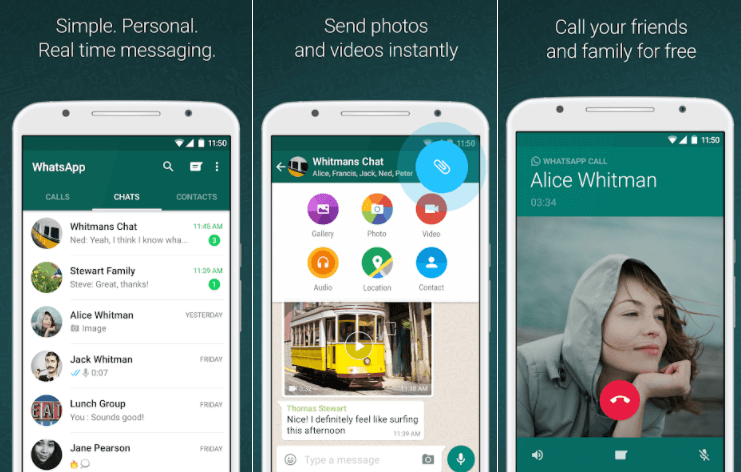 Simple. Personal.
Real time messaging.
11:50
WhatsApp
CALLS
CHATS
CONTACTS
Whitmans Chat
11:45 AM
Ned: Yeah, I think I know wha...
3
Stewart Family
11:39 AM
Steve: Great, thanks!
1
Alice Whitman
YESTERDAY
Image
Jack Whitman
FRIDAY
0:07
Lunch Group
FRIDAY
You : Sounds good!
Jane Pearson
FRIDAY
Send photos
and videos instantly
11:50
Whitmans Chat
Alice, Francis, Jack, Ned, Peter
Gallery
Photo
Video
Audio
Location
Contact
0:32
11:38 AM
Thomas Stewart
Nice! I definitely feel like surfing
this afternoon
11:39 AM
Type a message
Call your friends
and family for free
11:50
WHATSAPP CALL
Alice Whitman
03:34